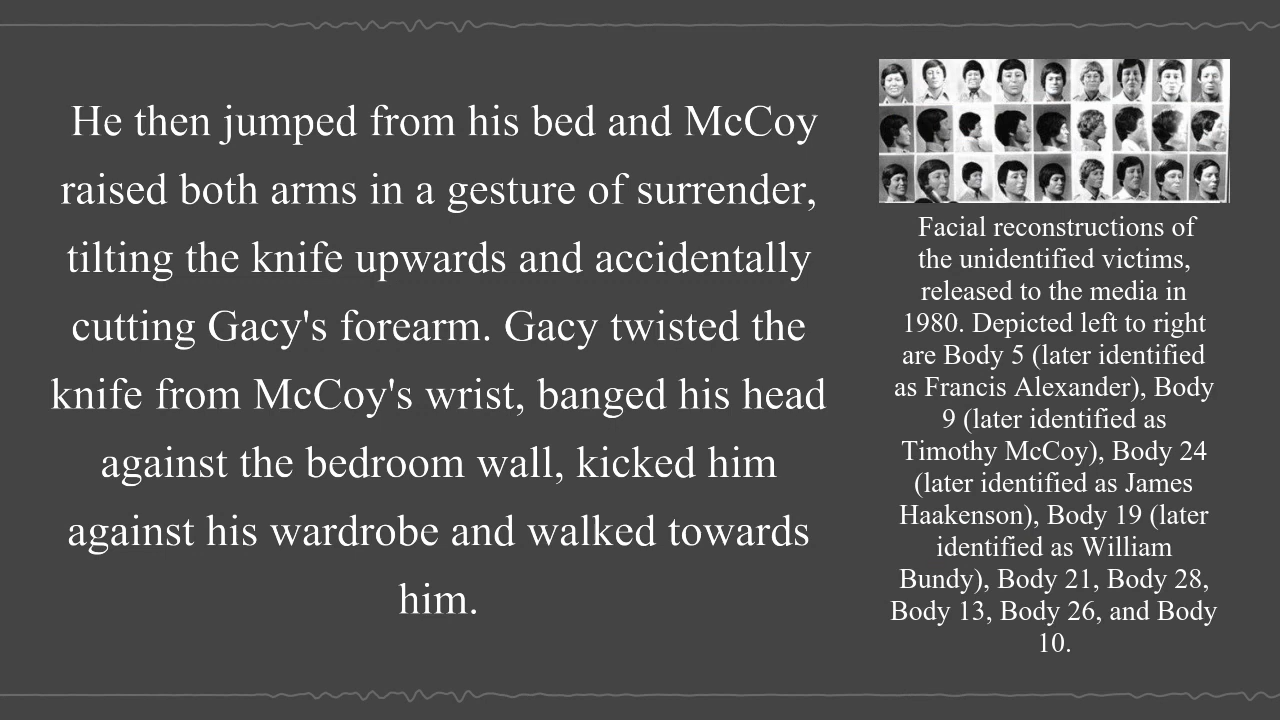 He then jumped from his bed and McCoy
raised both arms in a gesture of surrender,
tilting the knife upwards and accidentally
cutting Gacy's forearm. Gacy twisted the
knife from McCoy's wrist, banged his head
against the bedroom wall, kicked him
against his wardrobe and walked towards
him.
Facial reconstructions of
the unidentified victims,
released to the media in
1980. Depicted left to right
are Body 5 (later identified
as Francis Alexander), Body
9 (later identified as
Timothy McCoy), Body 24
(later identified as James
Haakenson), Body 19 (later
identified as William
Bundy), Body 21, Body 28,
Body 13, Body 26, and Body
10.